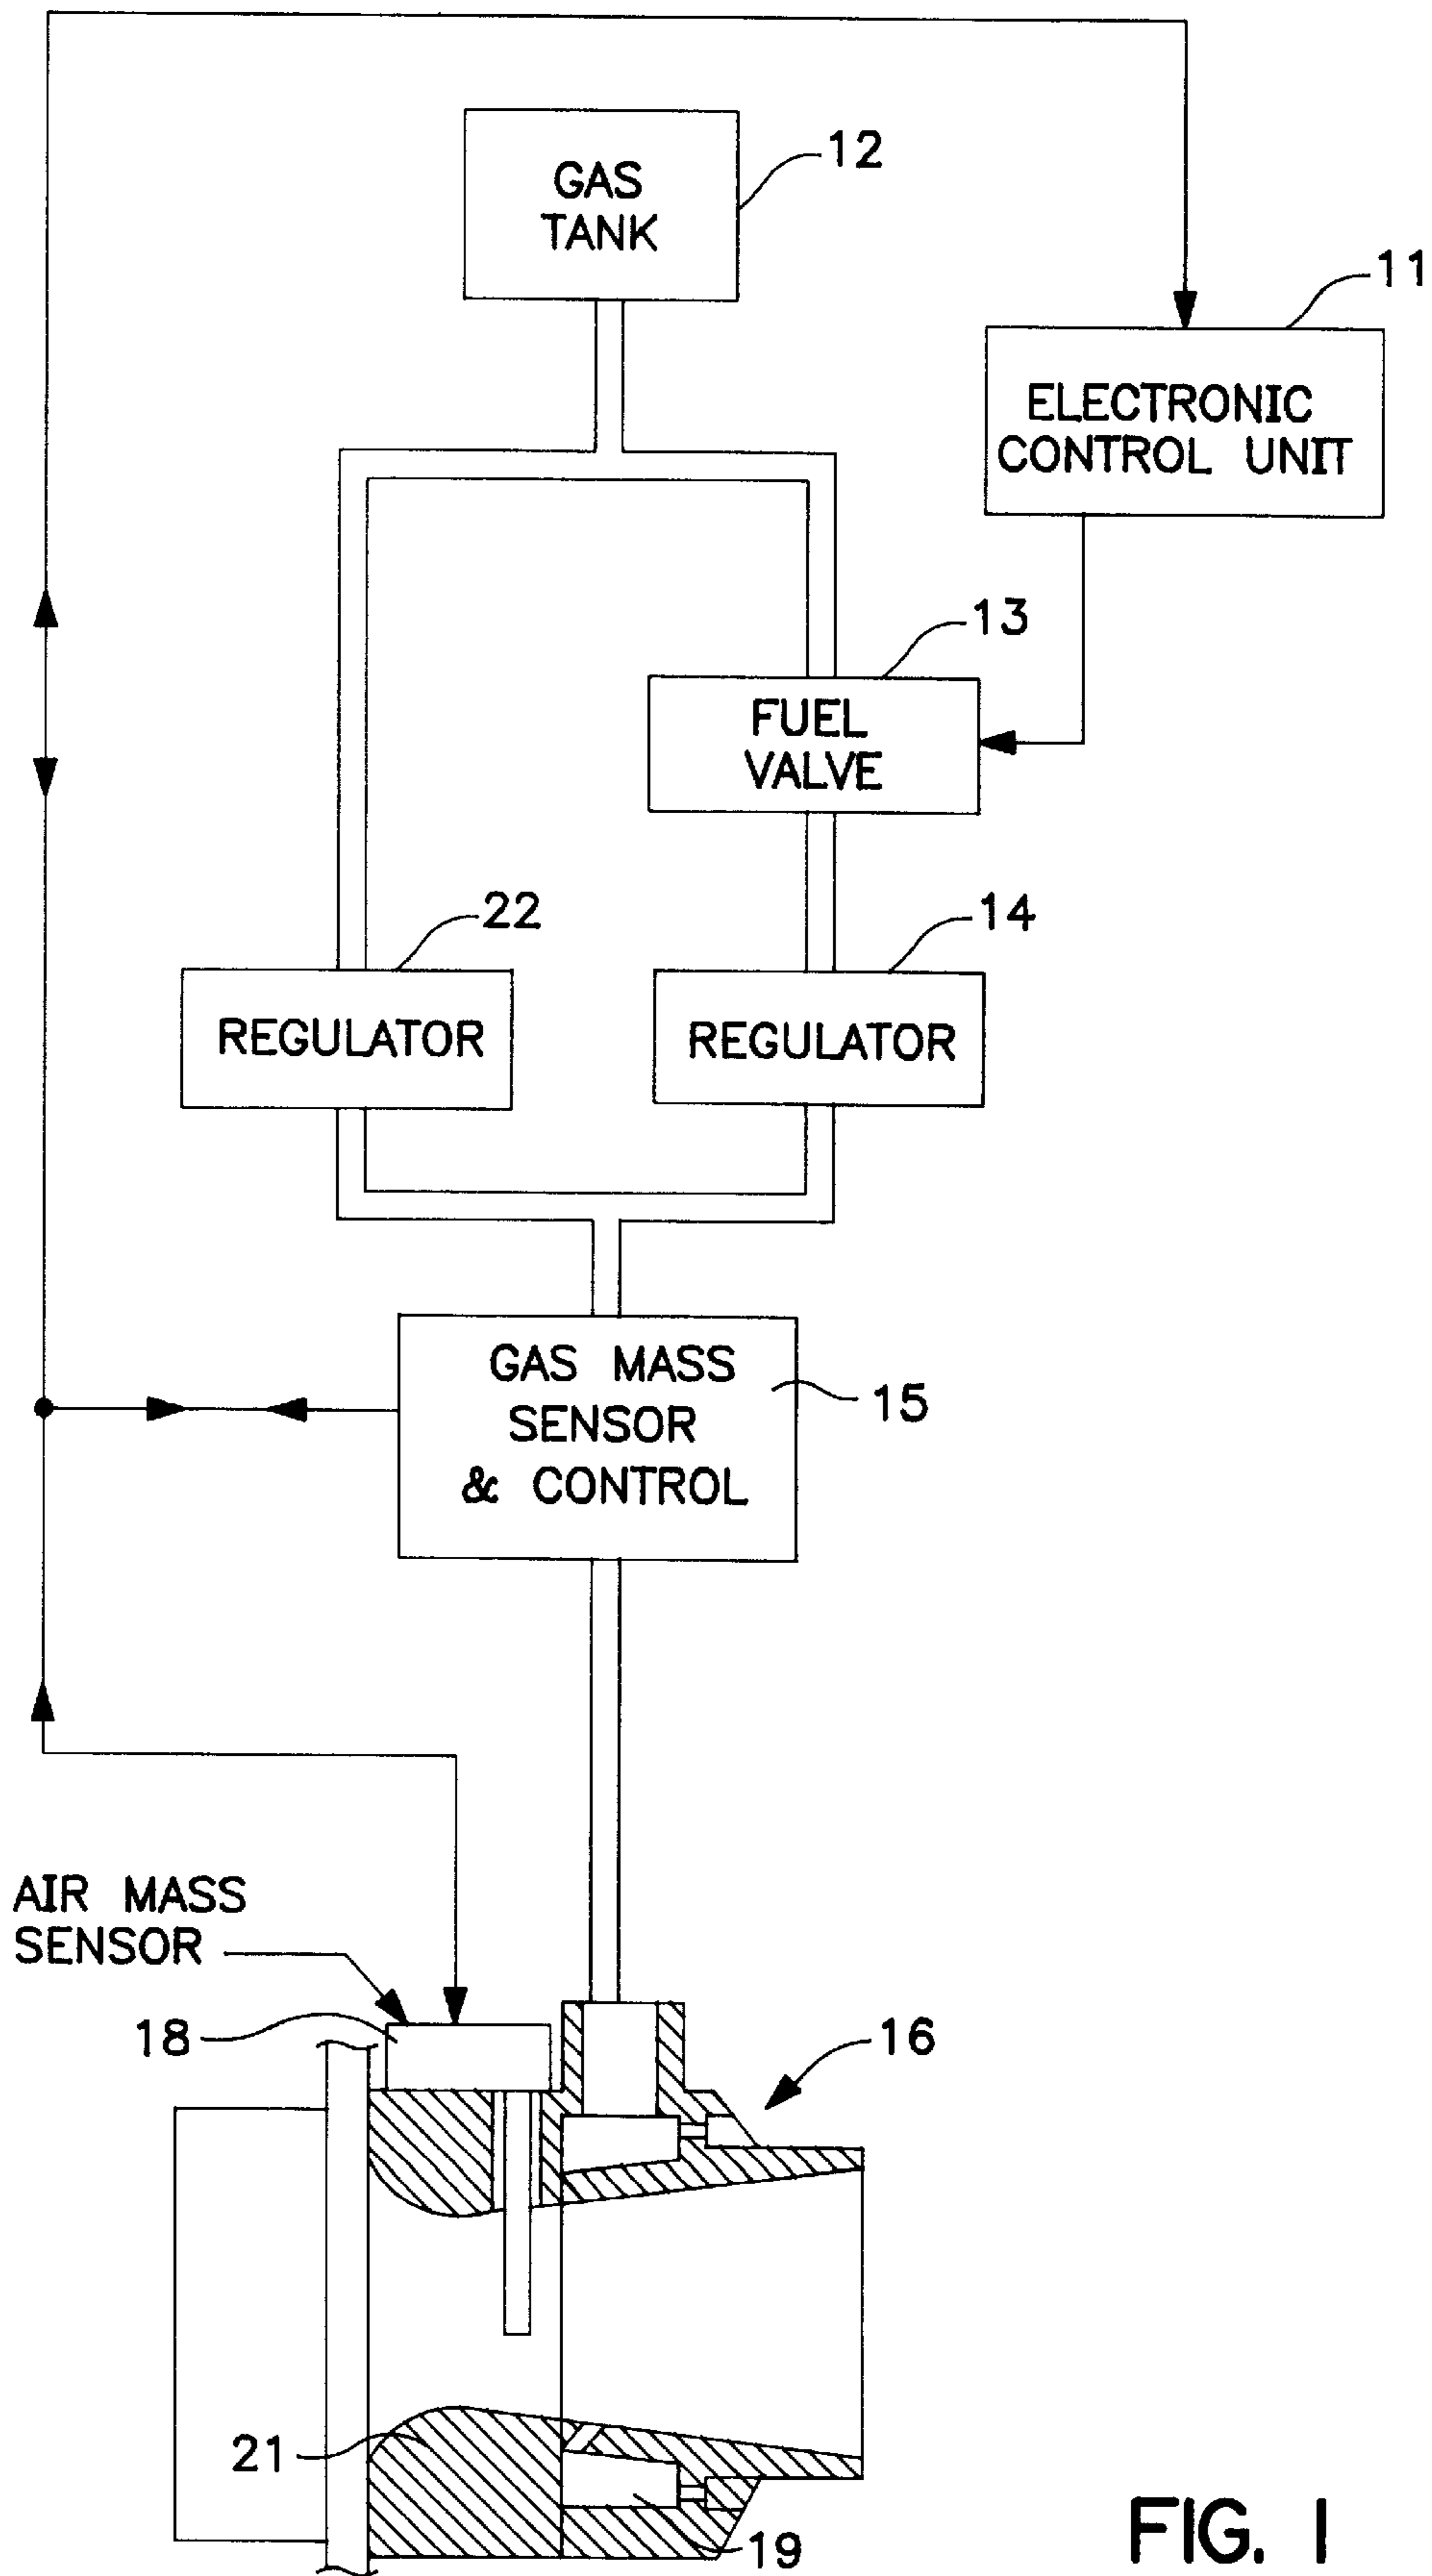 12
GAS
TANK
11
ELECTRONIC
CONTROL UNIT
13
FUEL
VALVE
22
14
REGULATOR
REGULATOR
GAS MASS
SENSOR
& CONTROL
15
AIR MASS
SENSOR
18
16
21
19
FIG. 1